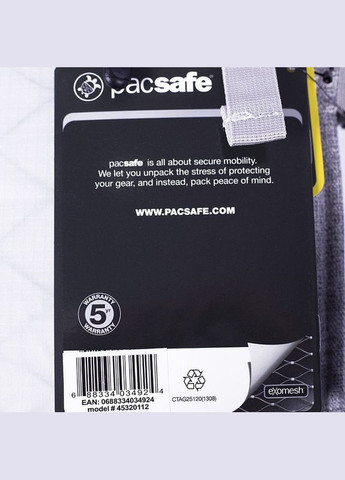 pacsafe®
pacsafe is all about secure mobility.
We let you unpack the stress of protecting
your gear, and instead, pack peace of mind.
WWW.PACSAFE.COM
WARRANTY
5 yr
WARRANTY
6 88334 03492 4
EAN: 0688334034924
model # 45320112
CTAG25120(1308)
exomesh®